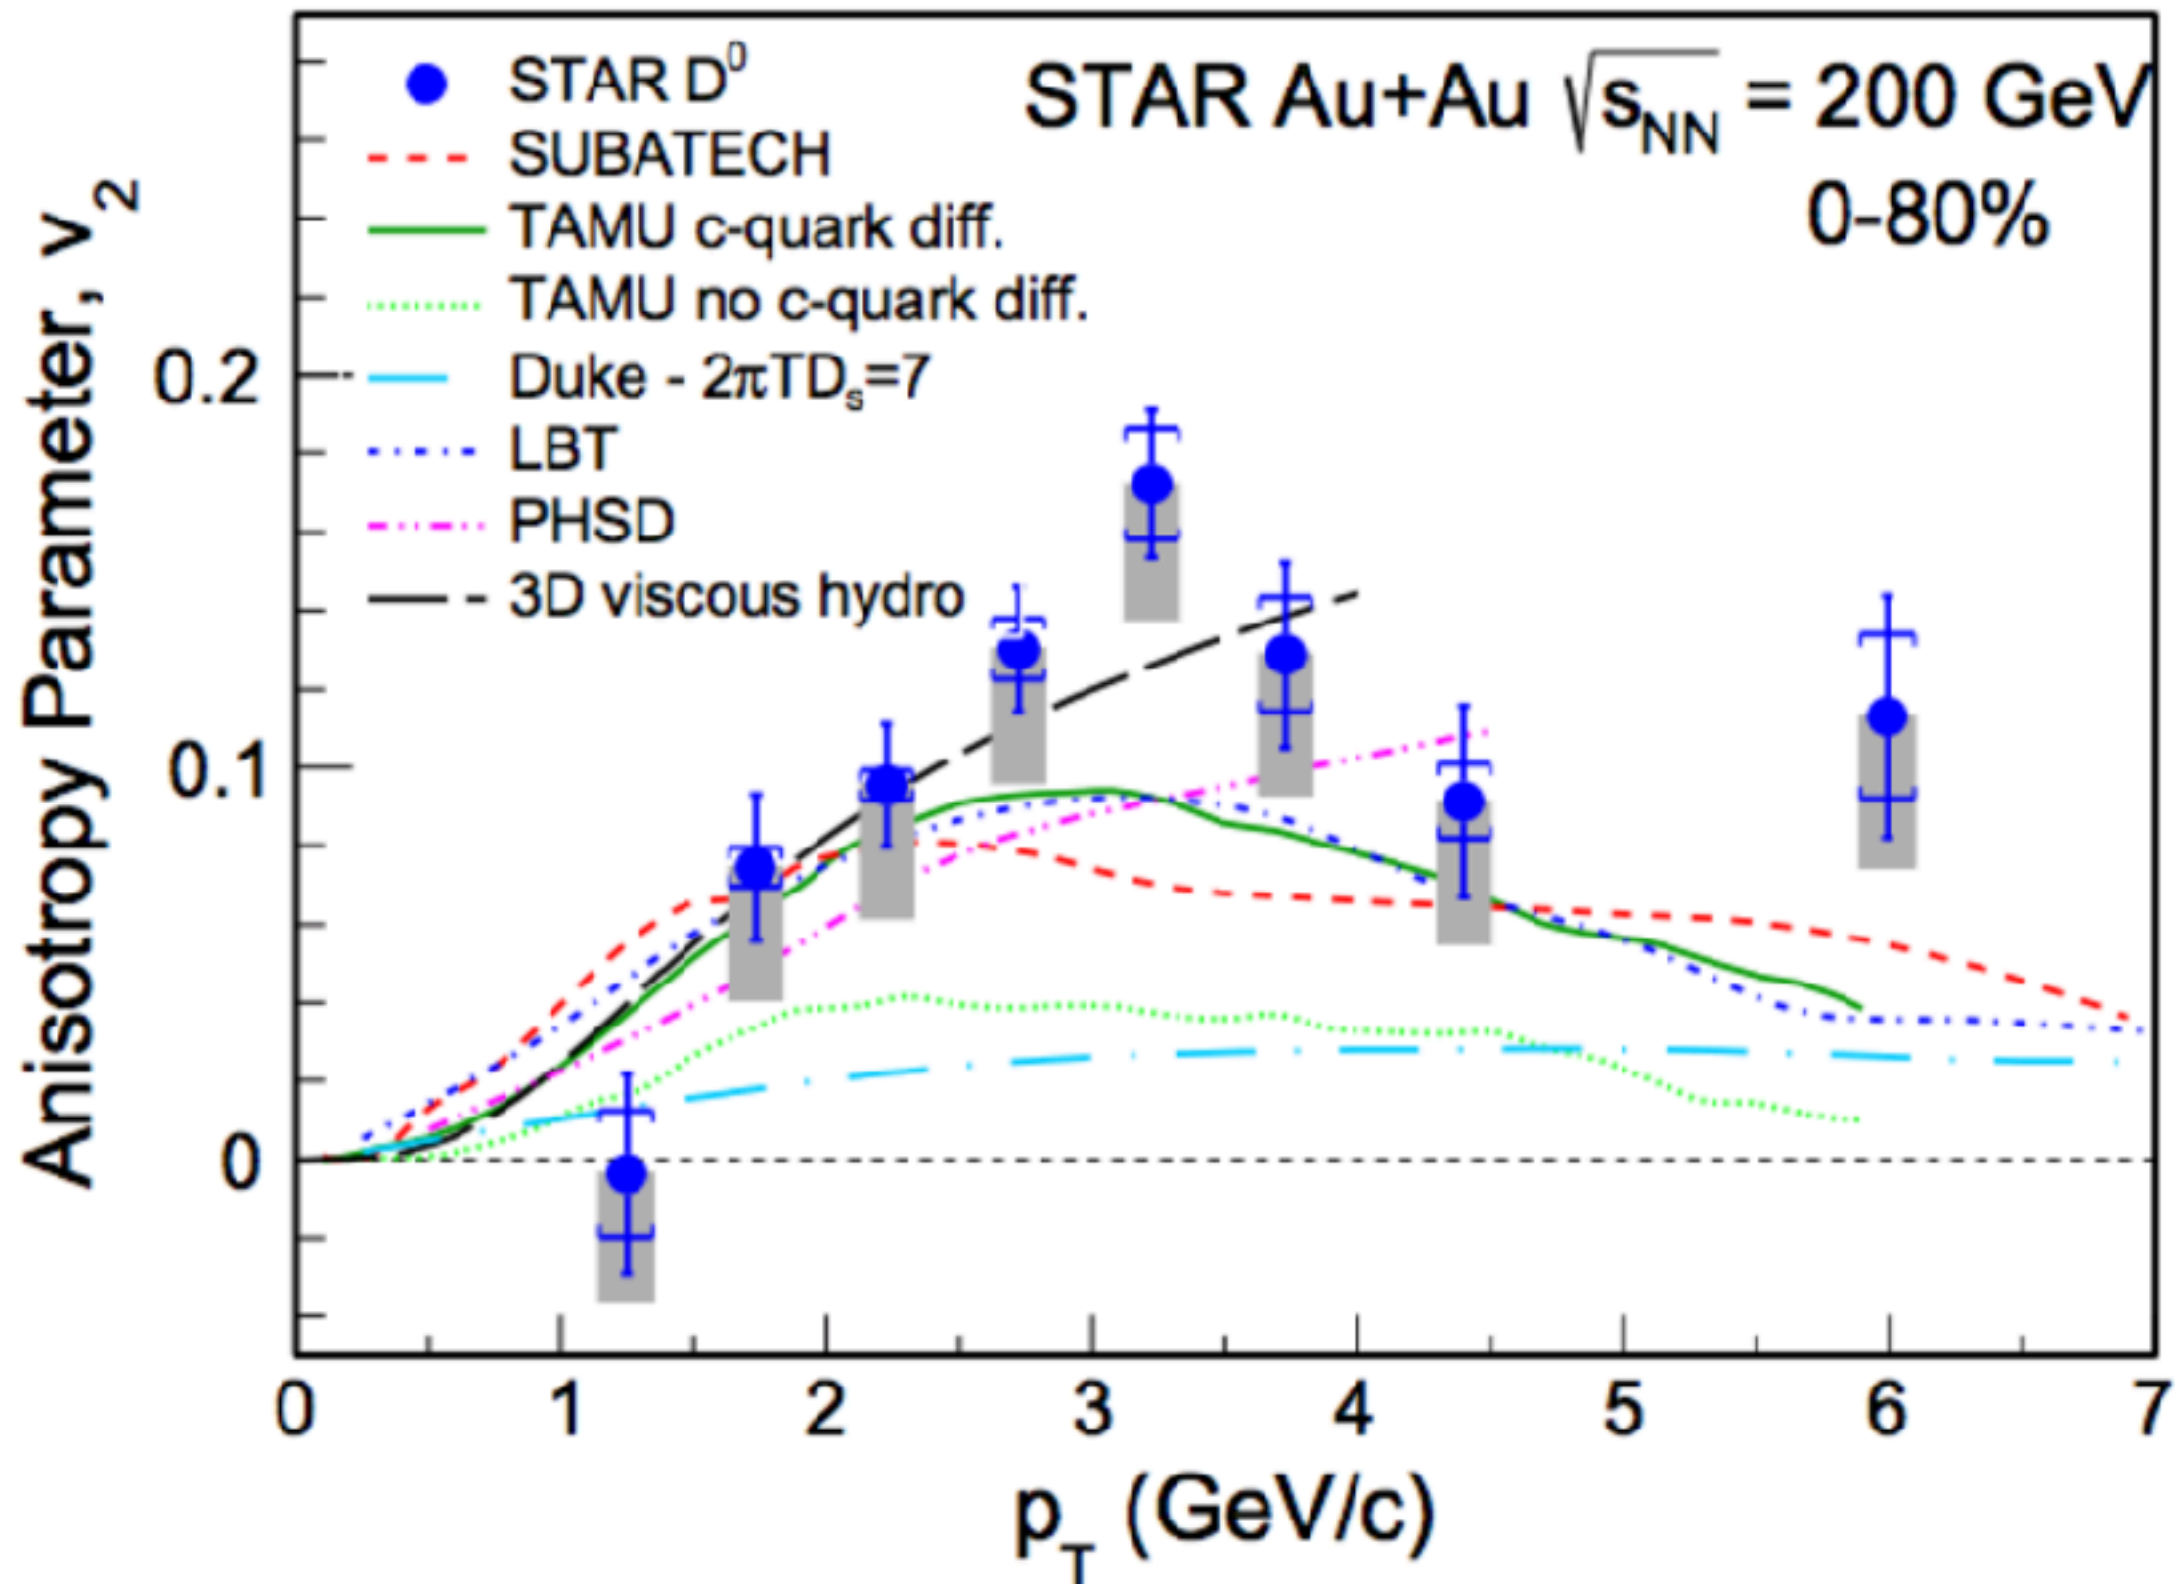 STAR D⁰
SUBATECH
TAMU c-quark diff.
TAMU no c-quark diff.
Duke - 2πTDₛ=7
LBT
PHSD
3D viscous hydro
STAR Au+Au √sNN = 200 GeV
0-80%
Anisotropy Parameter, v₂
0.2
0.1
0
0 1 2 3 4 5 6 7
pT (GeV/c)